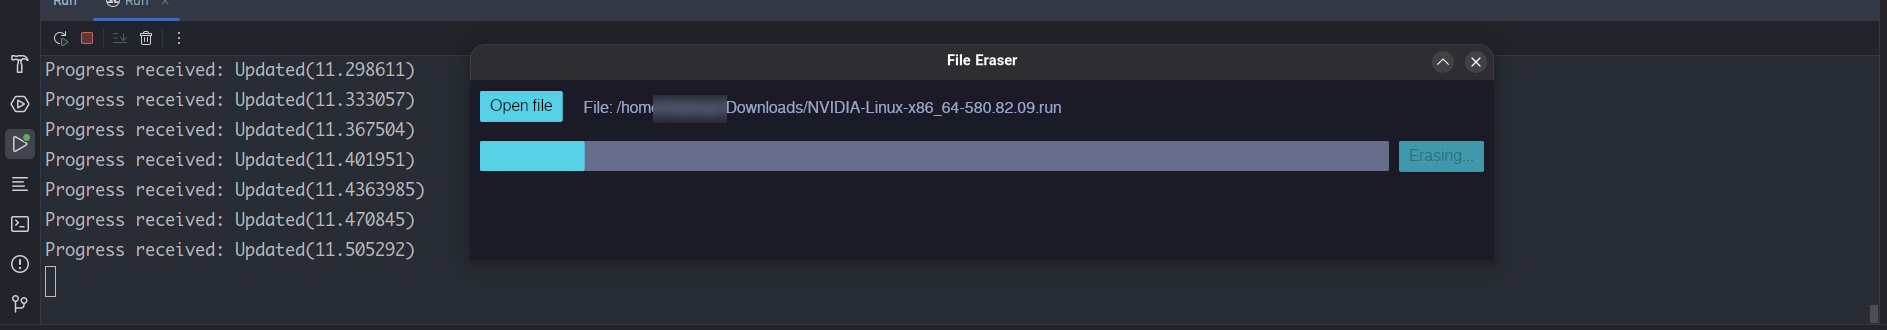 Run
Run
Progress received: Updated(11.298611)
Progress received: Updated(11.333057)
Progress received: Updated(11.367504)
Progress received: Updated(11.401951)
Progress received: Updated(11.4363985)
Progress received: Updated(11.470845)
Progress received: Updated(11.505292)
File Eraser
Open file
File: /home Downloads/NVIDIA-Linux-x86_64-580.82.09.run
Erasing...